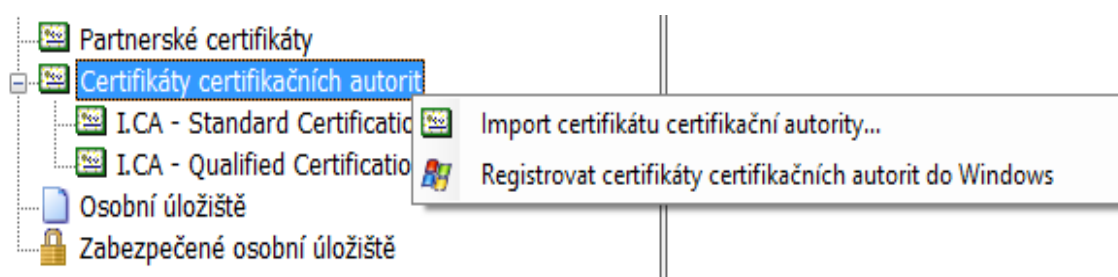 Partnerské certifikáty
Certifikáty certifikačních autorit
I.CA - Standard Certificatio
Import certifikátu certifikační autority...
I.CA - Qualified Certification
Registrovat certifikáty certifikačních autorit do Windows
Osobní úložiště
Zabezpečené osobní úložiště